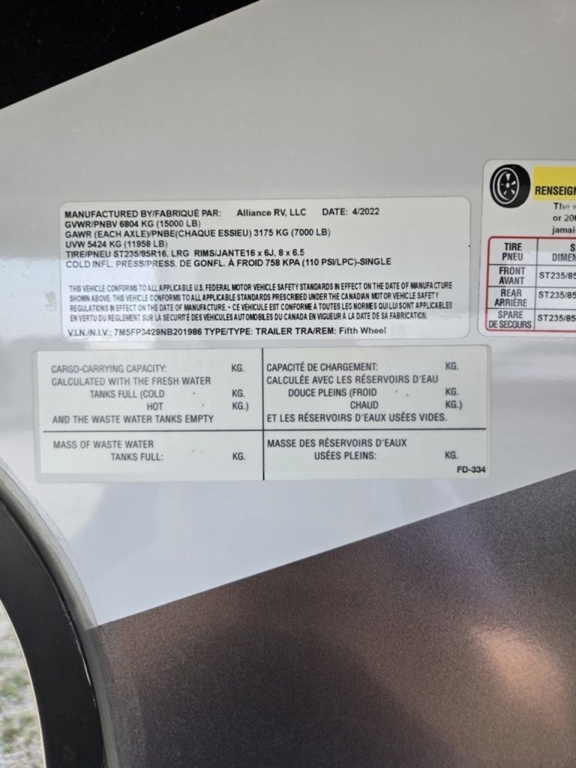 MANUFACTURED BY/FABRIQUÉ PAR: Alliance RV, LLC DATE: 4/2022
GVWR/PNBV 6804 KG (15000 LB)
GAWR (EACH AXLE)/PNBE(CHAQUE ESSIEU) 3175 KG (7000 LB)
UVW 5424 KG (11958 LB)
TIRE/PNEU ST235/85R16, LRG RIMS/JANTE16 x 6J, 8 x 6.5
COLD INFL. PRESS/PRESS. DE GONFL. À FROID 758 KPA (110 PSI/LPC)-SINGLE
THIS VEHICLE CONFORMS TO ALL APPLICABLE U.S. FEDERAL MOTOR VEHICLE SAFETY STANDARDS IN EFFECT ON THE DATE OF MANUFACTURE
SHOWN ABOVE. THIS VEHICLE CONFORMS TO ALL APPLICABLE STANDARDS PRESCRIBED UNDER THE CANADIAN MOTOR VEHICLE SAFETY
REGULATIONS IN EFFECT ON THE DATE OF MANUFACTURE. - CE VÉHICULE EST CONFORME À TOUTES LES NORMES QUI LUI SONT APPLICABLES
EN VERTU DU RÈGLEMENT SUR LA SÉCURITÉ DES VÉHICULES AUTOMOBILES DU CANADA EN VIGUEUR À LA DATE DE SA FABRICATION.
V.I.N./N.I.V.: 7M5FP3429NB201986 TYPE/TYPE: TRAILER TRA/REM: Fifth Wheel
RENSEIGN
The
or 20
jamai
TIRE
PNEU
S
DIMEN
FRONT
AVANT
ST235/85
REAR
ARRIÈRE
ST235/85
SPARE
DE SECOURS
ST235/85
CARGO-CARRYING CAPACITY: KG.
CALCULATED WITH THE FRESH WATER
TANKS FULL (COLD KG.
HOT KG.)
AND THE WASTE WATER TANKS EMPTY
MASS OF WASTE WATER
TANKS FULL: KG.
CAPACITÉ DE CHARGEMENT: KG.
CALCULÉE AVEC LES RÉSERVOIRS D'EAU
DOUCE PLEINS (FROID KG.
CHAUD KG.)
ET LES RÉSERVOIRS D'EAUX USÉES VIDES.
MASSE DES RÉSERVOIRS D'EAUX
USÉES PLEINS: KG.
FD-334